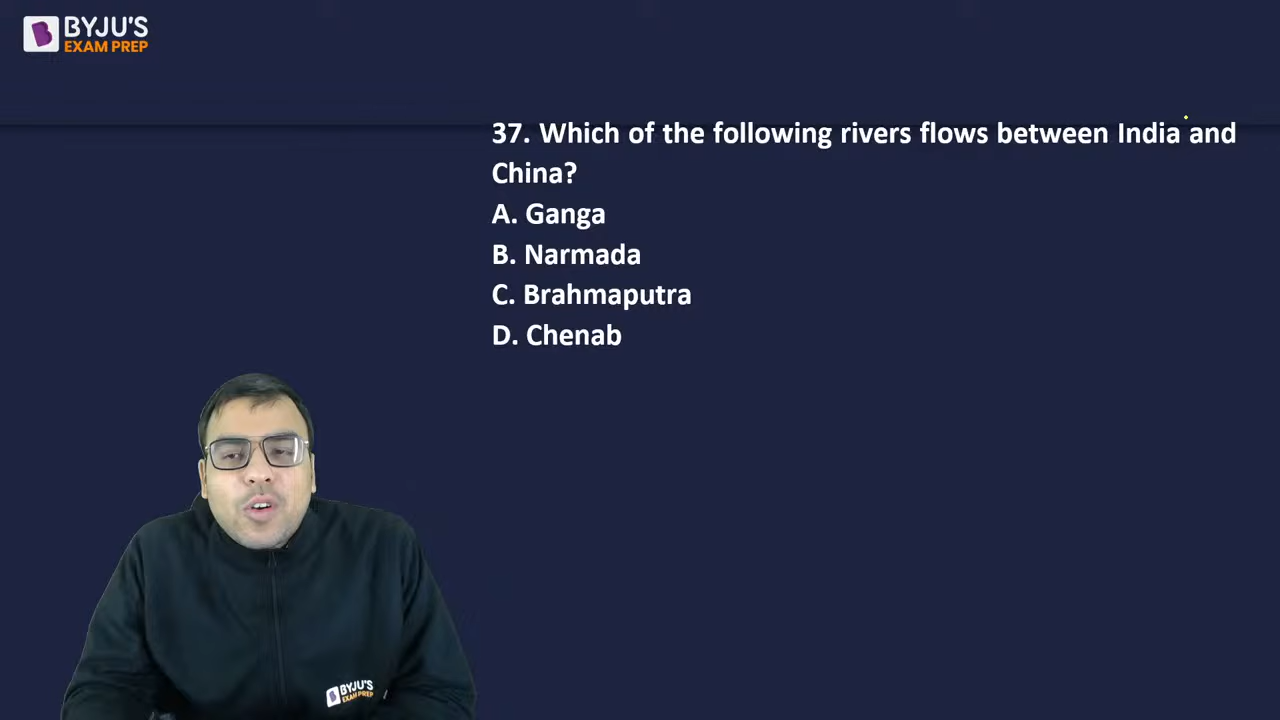 BYJU'S
EXAM PREP
37. Which of the following rivers flows between India and
China?
A. Ganga
B. Narmada
C. Brahmaputra
D. Chenab
BYJU'S
EXAM PREP